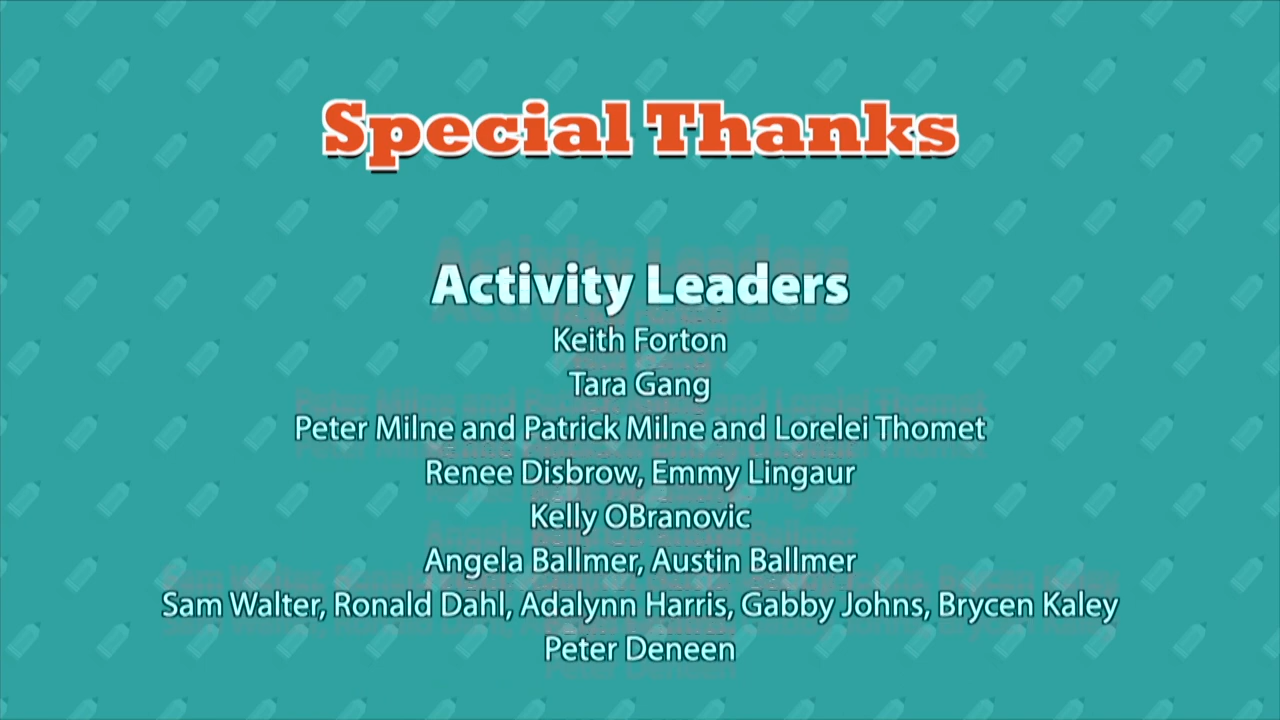 Special Thanks
Activity Leaders
Keith Forton
Tara Gang
Peter Milne and Patrick Milne and Lorelei Thomet
Renee Disbrow, Emmy Lingaur
Kelly OBranovic
Angela Ballmer, Austin Ballmer
Sam Walter, Ronald Dahl, Adalynn Harris, Gabby Johns, Brycen Kaley
Peter Deneen